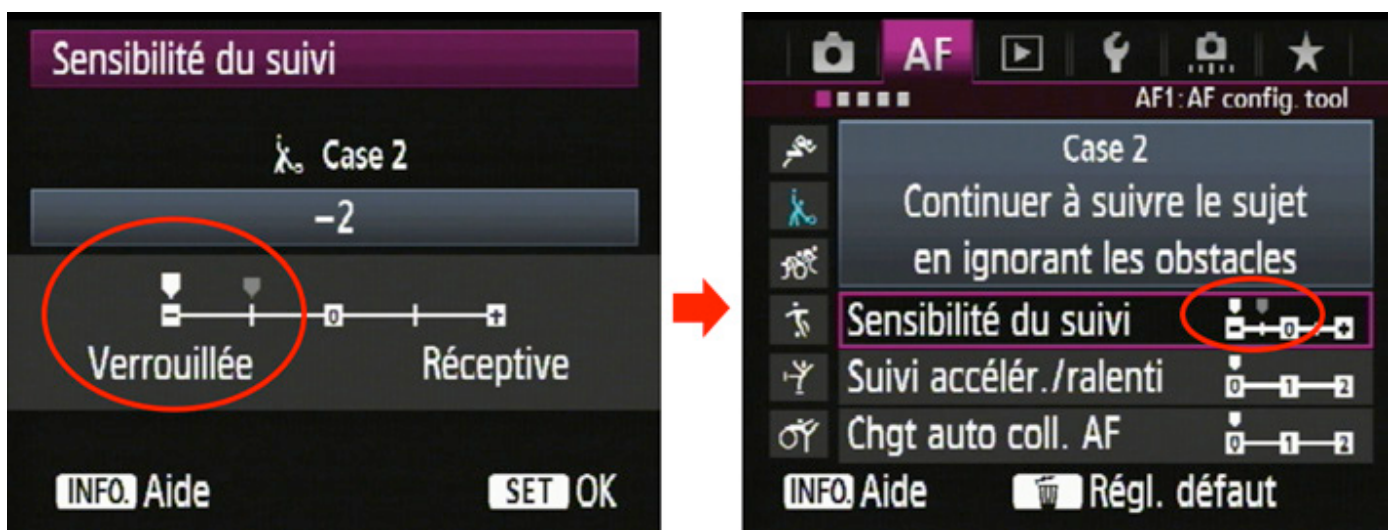 Sensibilité du suivi
Case 2
−2
− 0 +
Verrouillée Réceptive
INFO. Aide SET OK
AF
AF1:AF config. tool
Case 2
Continuer à suivre le sujet
en ignorant les obstacles
Sensibilité du suivi − 0 +
Suivi accélér./ralenti 0 1 2
Chgt auto coll. AF 0 1 2
INFO. Aide Régl. défaut